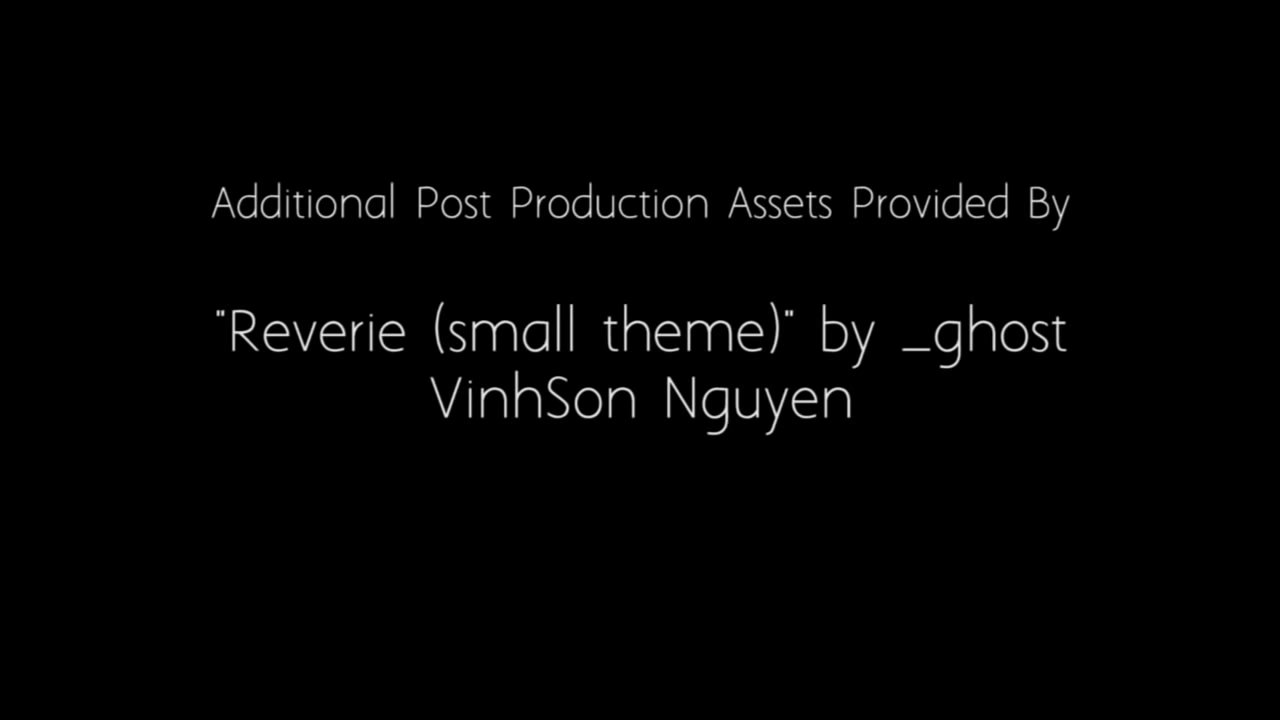 Additional Post Production Assets Provided By
"Reverie (small theme)" by _ghost
VinhSon Nguyen